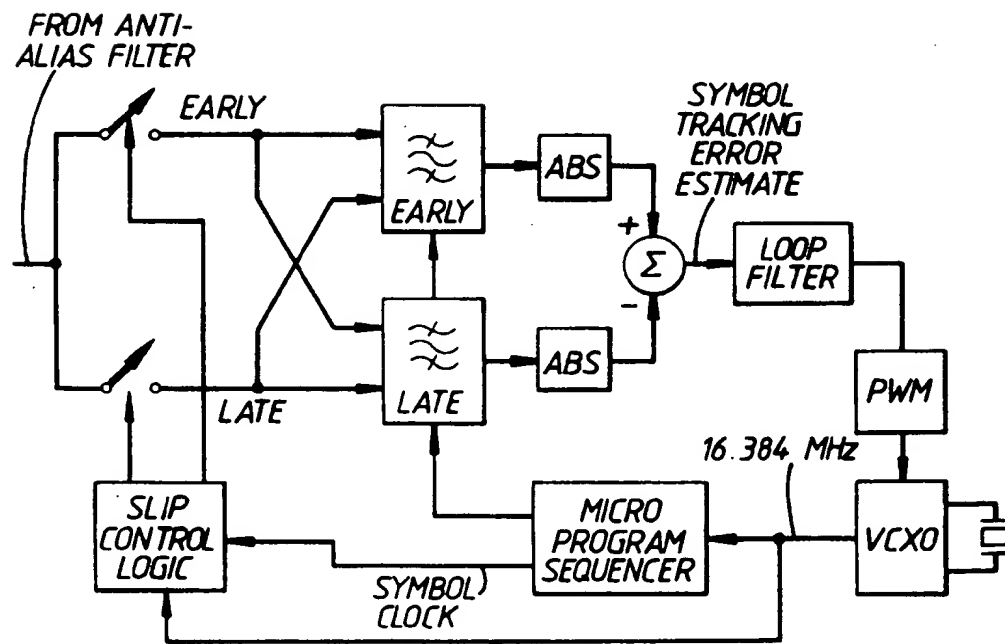 FROM ANTI-
ALIAS FILTER
EARLY
EARLY
ABS
SYMBOL
TRACKING
ERROR
ESTIMATE
+
Σ
-
LOOP
FILTER
LATE
LATE
ABS
PWM
16.384 MHz
SLIP
CONTROL
LOGIC
SYMBOL
CLOCK
MICRO
PROGRAM
SEQUENCER
VCXO